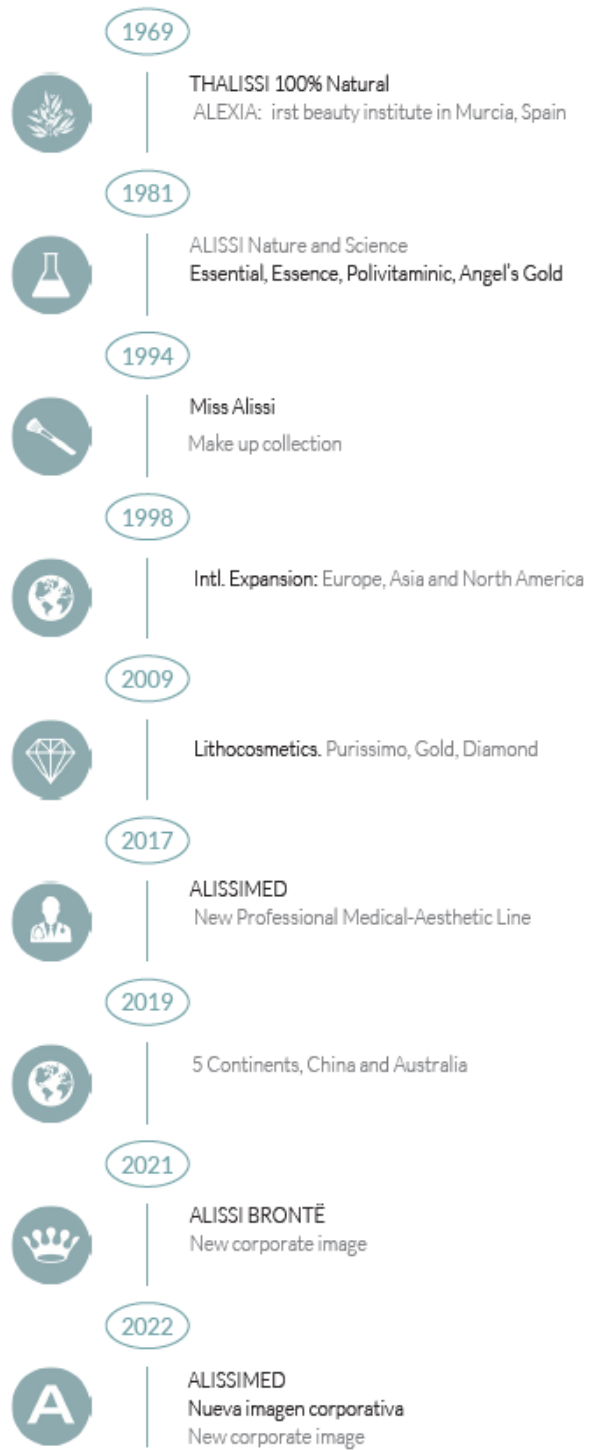 1969
THALISSI 100% Natural
ALEXIA: irst beauty institute in Murcia, Spain
1981
ALISSI Nature and Science
Essential, Essence, Polivitaminic, Angel's Gold
1994
Miss Alissi
Make up collection
1998
Intl. Expansion: Europe, Asia and North America
2009
Lithocosmetics. Purissimo, Gold, Diamond
2017
ALISSIMED
New Professional Medical-Aesthetic Line
2019
5 Continents, China and Australia
2021
ALISSI BRONTË
New corporate image
2022
A
ALISSIMED
Nueva imagen corporativa
New corporate image